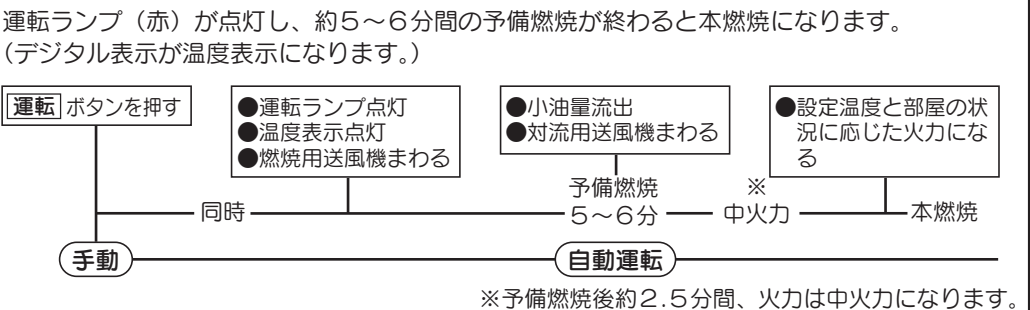 運転ランプ（赤）が点灯し、約５～６分間の予備燃焼が終わると本燃焼になります。
（デジタル表示が温度表示になります。）
運転 ボタンを押す
●運転ランプ点灯
●温度表示点灯
●燃焼用送風機まわる
●小油量流出
●対流用送風機まわる
●設定温度と部屋の状
況に応じた火力にな
る
同時
予備燃焼
５～６分
※
中火力
本燃焼
手動
自動運転
※予備燃焼後約２.５分間、火力は中火力になります。